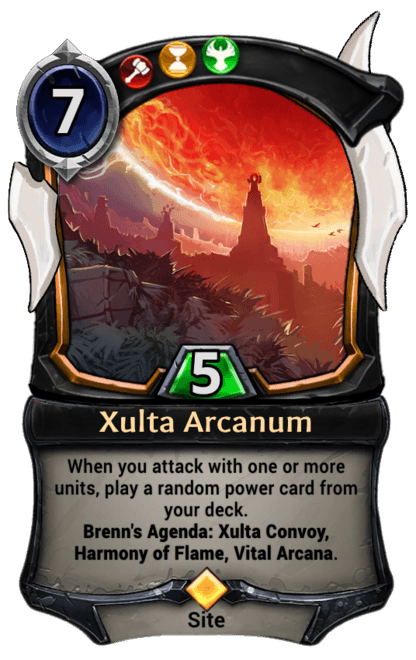 7
5
Xulta Arcanum
When you attack with one or more
units, play a random power card from
your deck.
Brenn's Agenda: Xulta Convoy,
Harmony of Flame, Vital Arcana.
Site